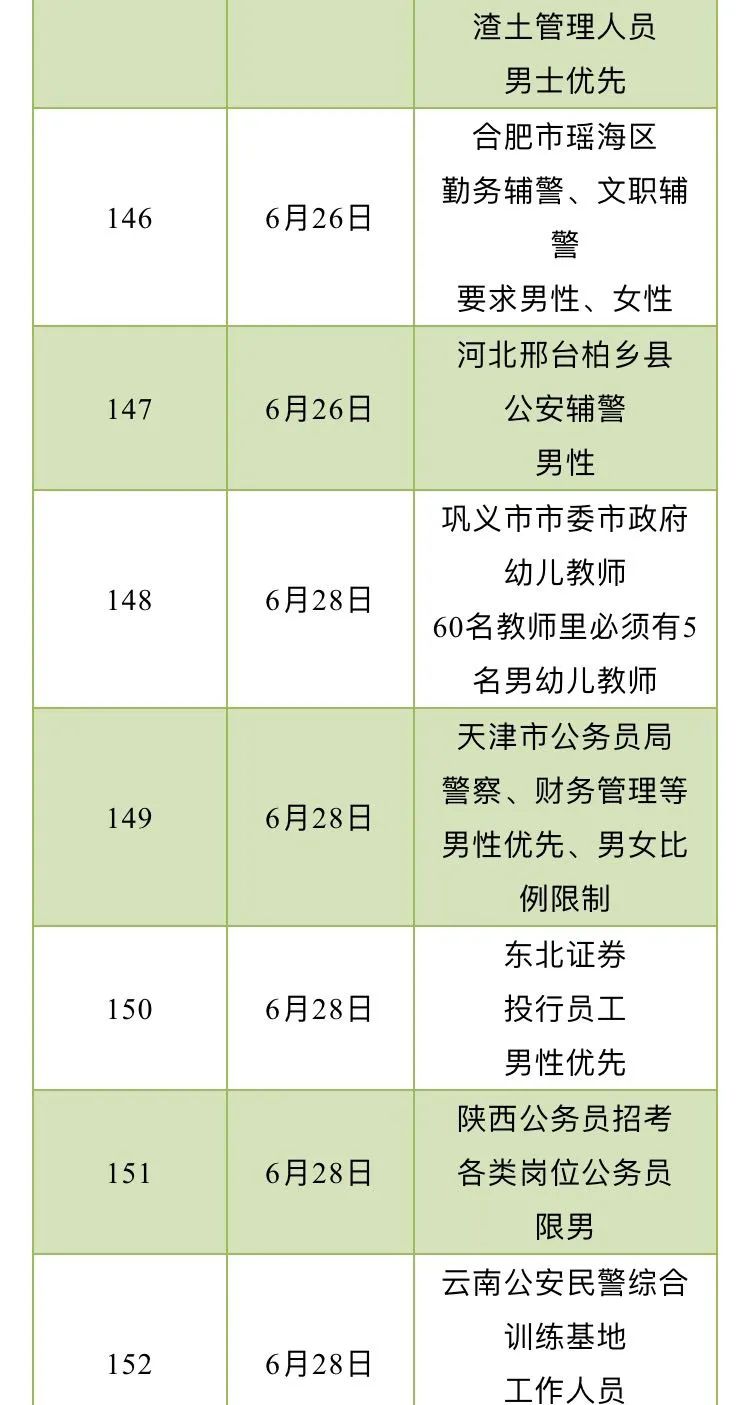 渣土管理人员
男士优先
146
6月26日
合肥市瑶海区
勤务辅警、文职辅
警
要求男性、女性
147
6月26日
河北邢台柏乡县
公安辅警
男性
148
6月28日
巩义市市委市政府
幼儿教师
60名教师里必须有5
名男幼儿教师
149
6月28日
天津市公务员局
警察、财务管理等
男性优先、男女比
例限制
150
6月28日
东北证券
投行员工
男性优先
151
6月28日
陕西公务员招考
各类岗位公务员
限男
152
6月28日
云南公安民警综合
训练基地
工作人员